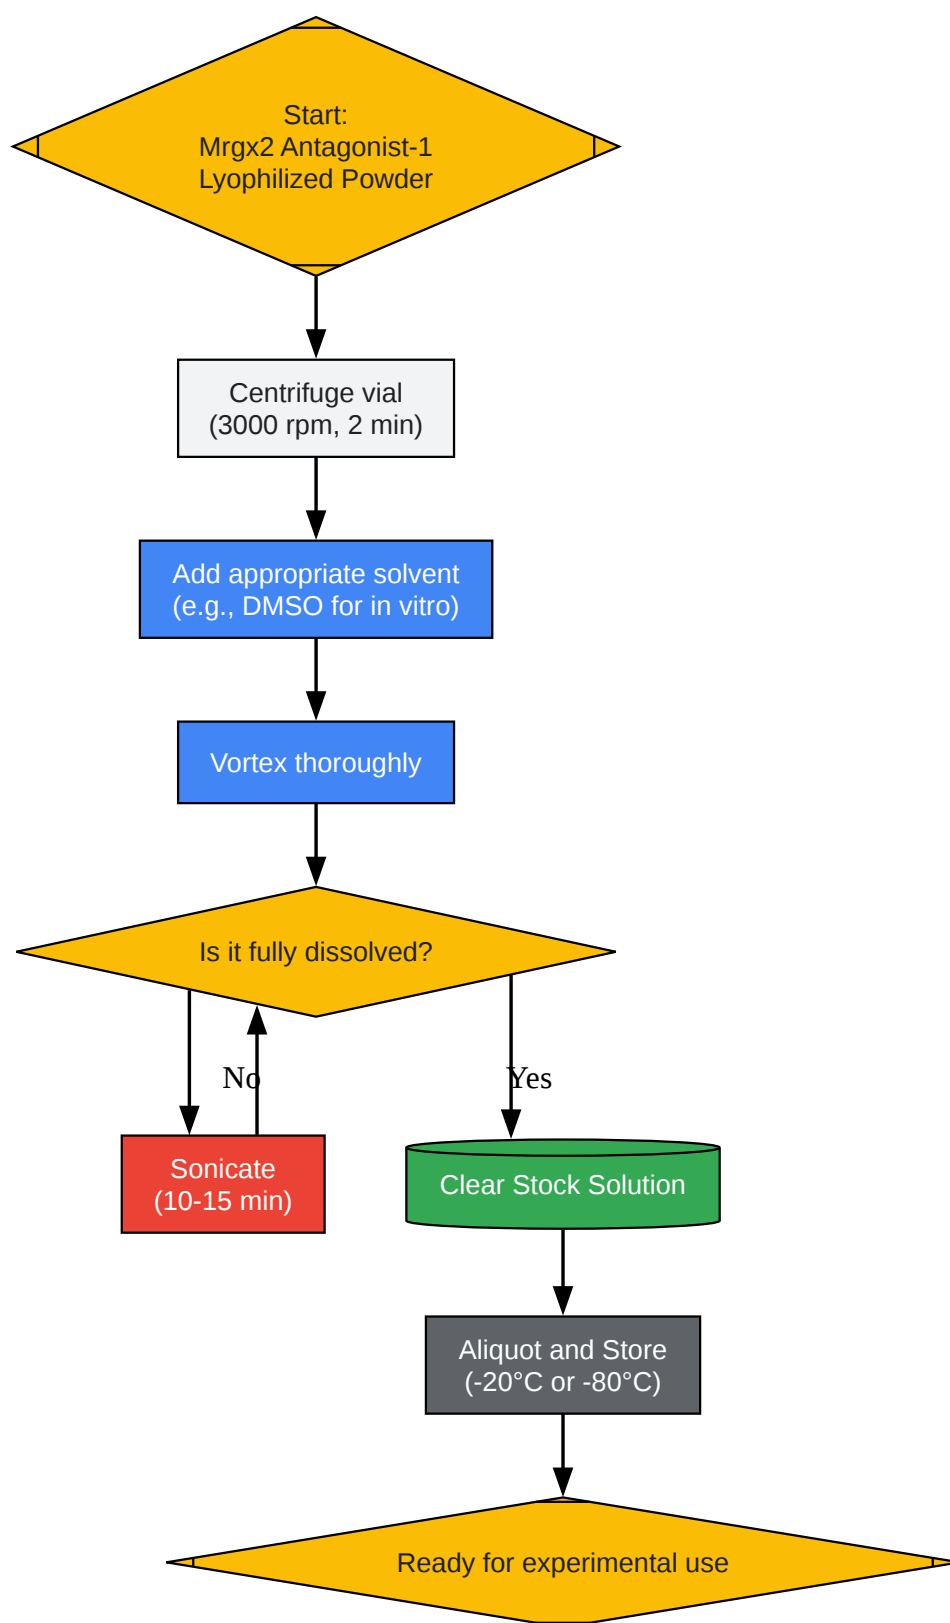 Start:
Mrgx2 Antagonist-1
Lyophilized Powder
Centrifuge vial
(3000 rpm, 2 min)
Add appropriate solvent
(e.g., DMSO for in vitro)
Vortex thoroughly
Is it fully dissolved?
No
Yes
Sonicate
(10-15 min)
Clear Stock Solution
Aliquot and Store
(-20°C or -80°C)
Ready for experimental use